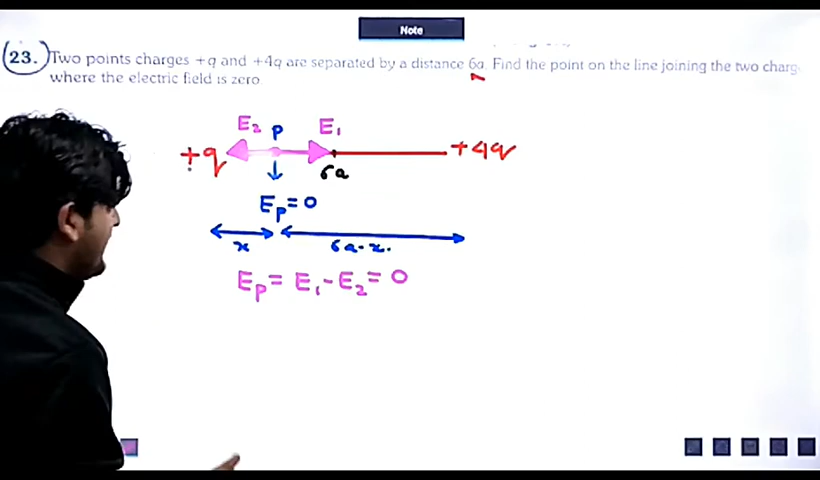 Note
23. Two points charges +q and +4q are separated by a distance 6a. Find the point on the line joining the two charg
where the electric field is zero.
E₂ P E₁
+q +4q
6a
Eₚ = 0
x 6a-x.
Eₚ = E₁ - E₂ = 0